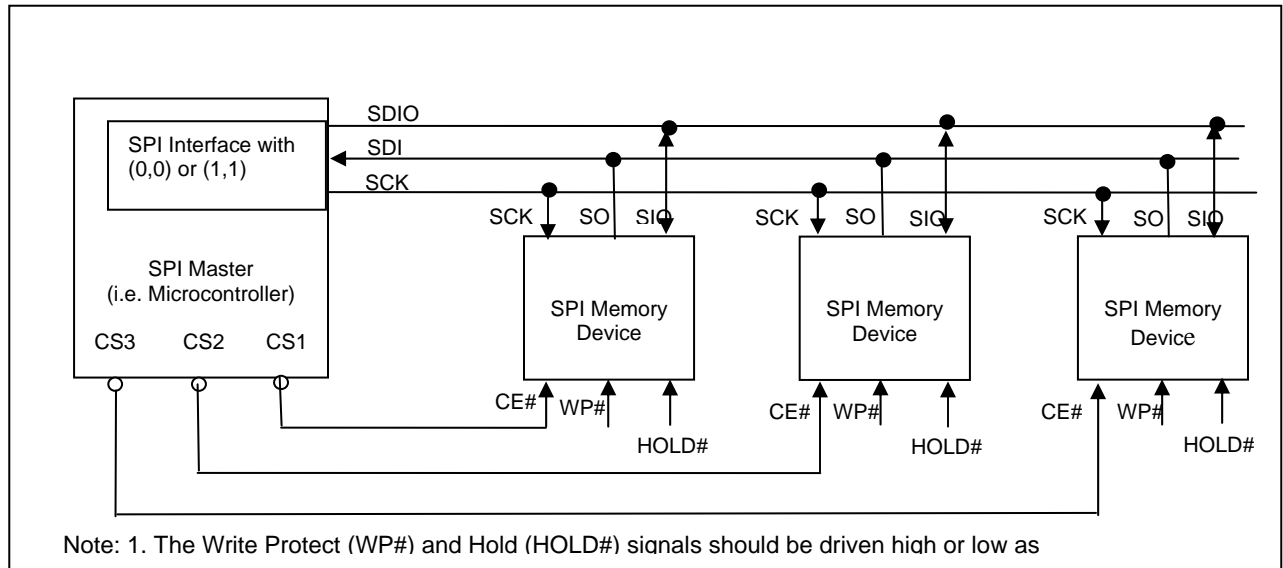 SDIO
SPI Interface with
(0,0) or (1,1)
SDI
SCK
SCK SO SIO SCK SO SIO SCK SO SIO
SPI Master
(i.e. Microcontroller)
SPI Memory
Device
SPI Memory
Device
SPI Memory
Device
CS3 CS2 CS1
CE# WP# CE# WP# CE# WP#
HOLD# HOLD# HOLD#
Note: 1. The Write Protect (WP#) and Hold (HOLD#) signals should be driven high or low as